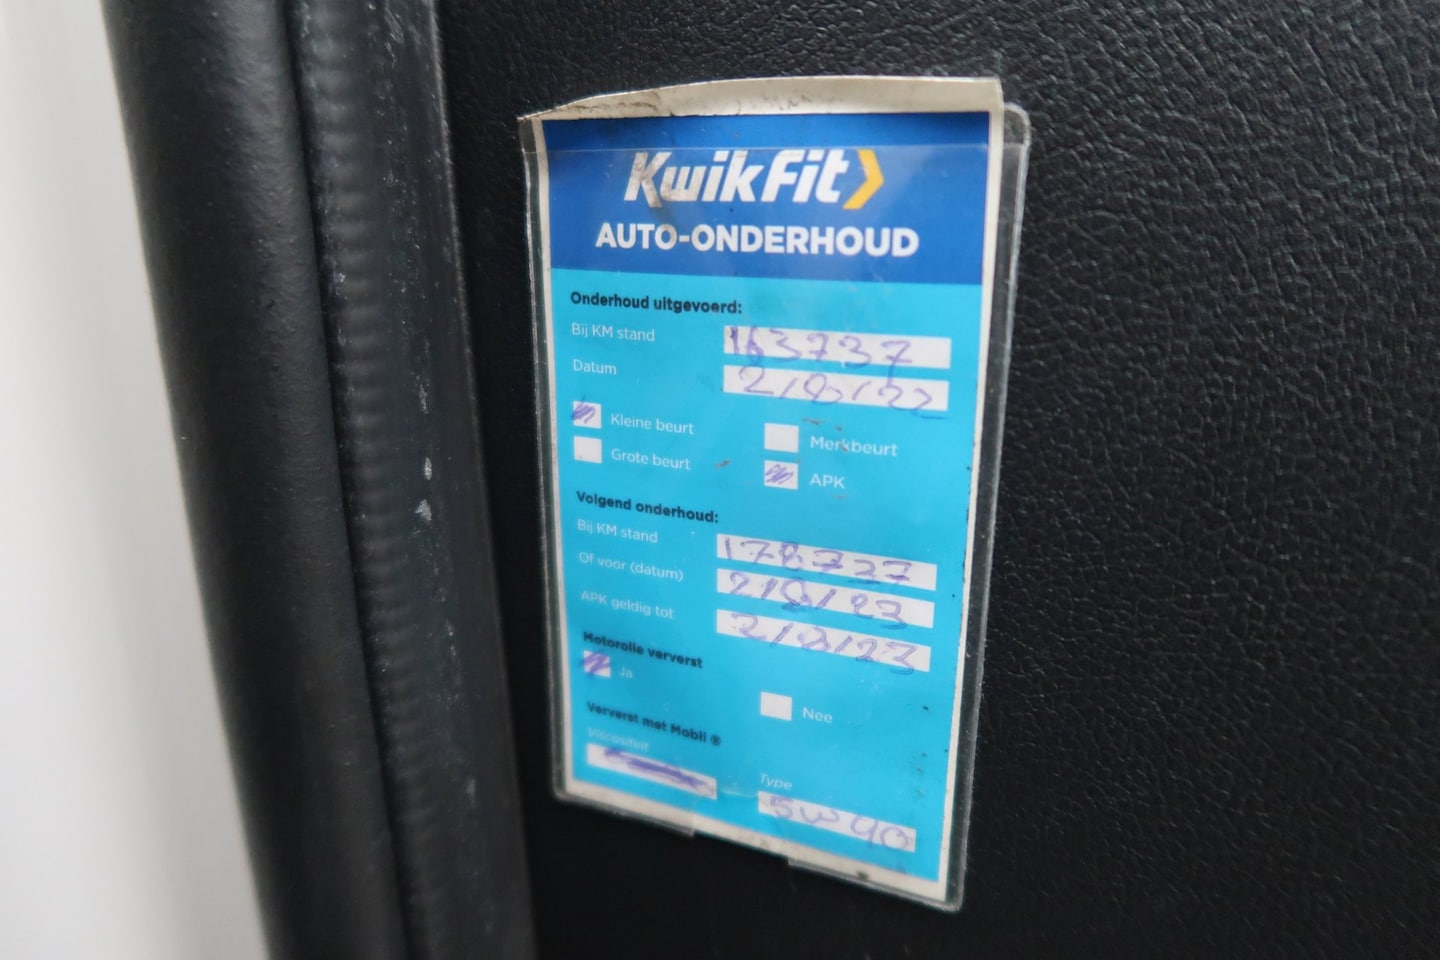 KwikFit
AUTO-ONDERHOUD
Onderhoud uitgevoerd:
Bij KM stand 163737
Datum 2/8/22
Kleine beurt Merkbeurt
Grote beurt APK
Volgend onderhoud:
Bij KM stand 178737
Of voor (datum) 2/8/23
APK geldig tot 2/8/23
Motorolie ververst
Ja Nee
Ververst met Mobil ®
Viscositeit Type
5W40